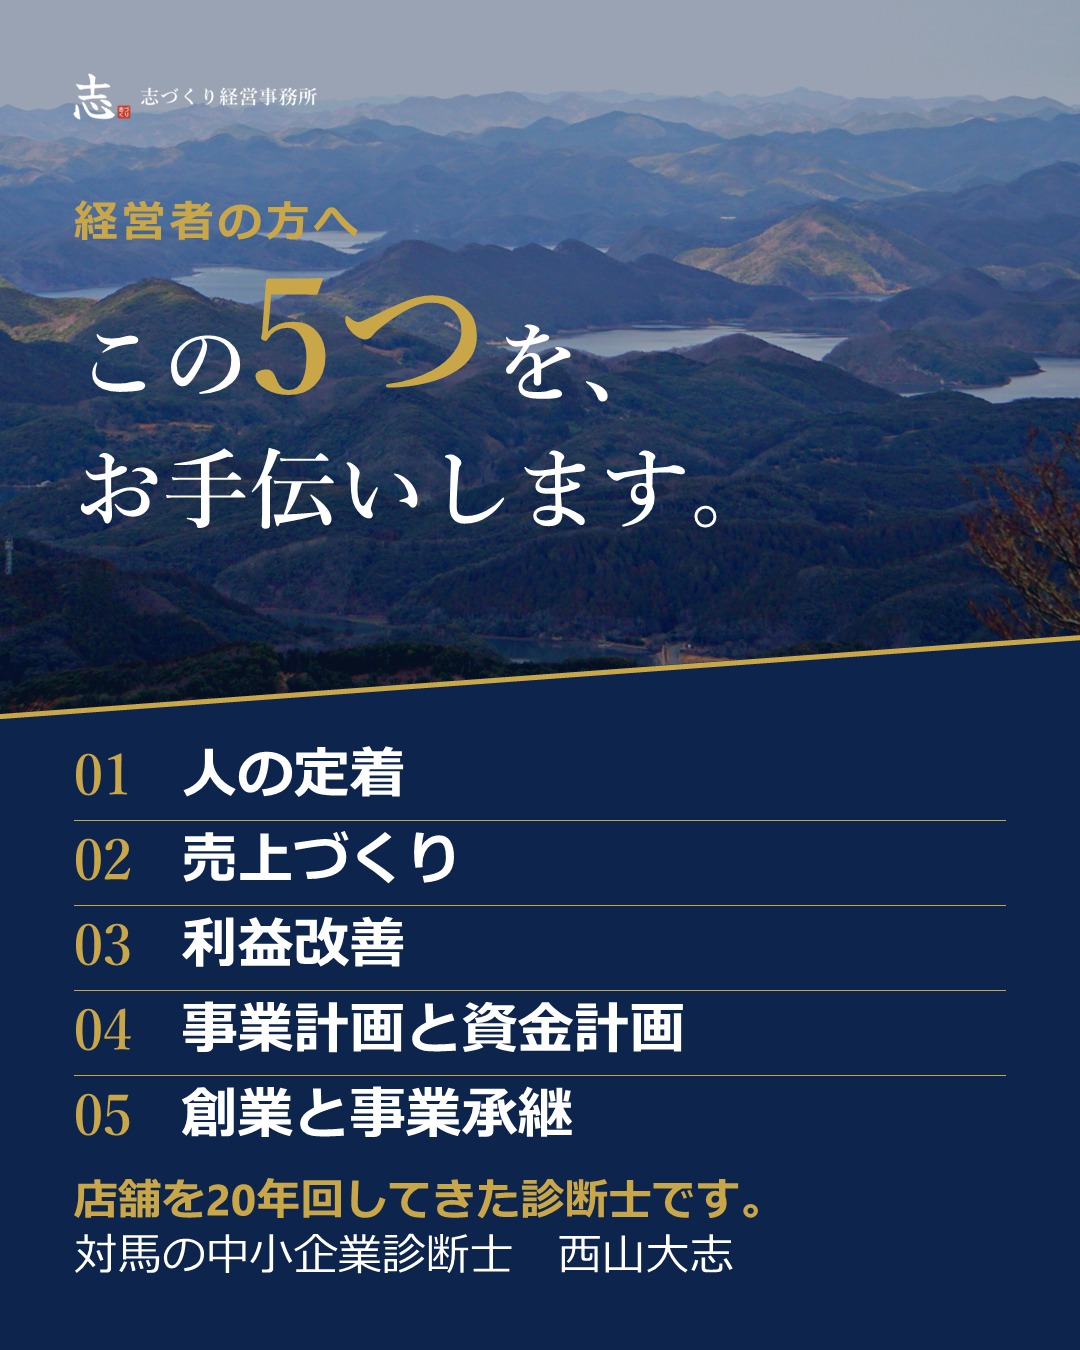 志 志づくり経営事務所
経営者の方へ
この5つを、
お手伝いします。
01 人の定着
02 売上づくり
03 利益改善
04 事業計画と資金計画
05 創業と事業承継
店舗を20年回してきた診断士です。
対馬の中小企業診断士　西山大志